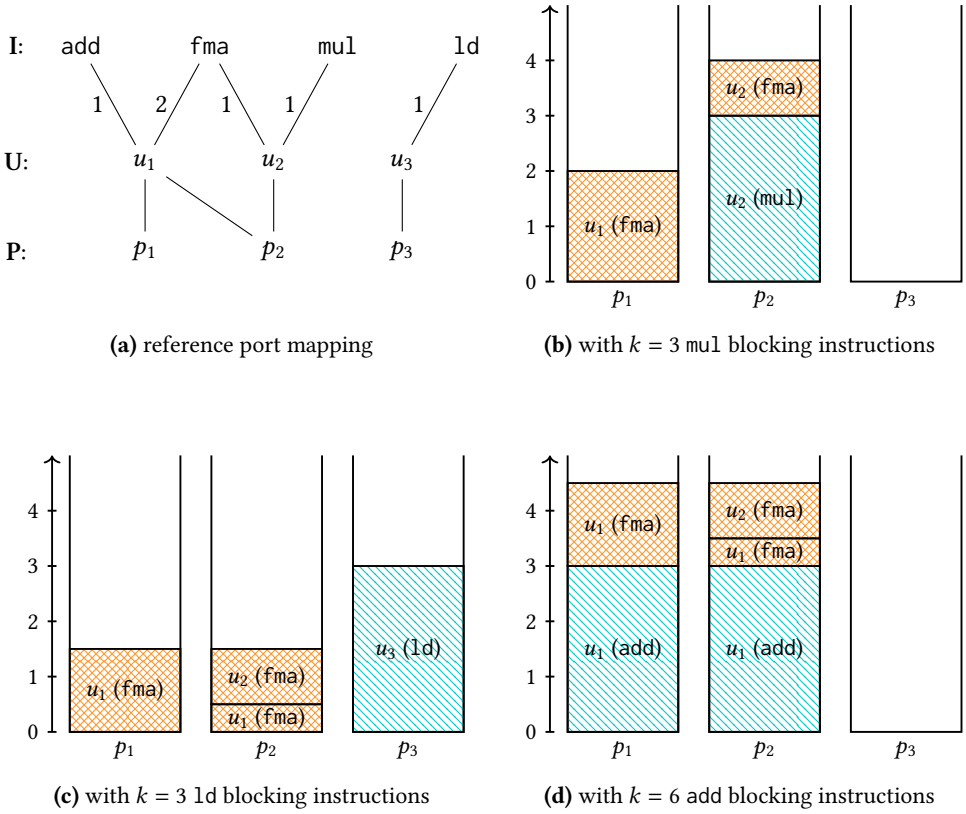 I: add fma mul ld
1 2 1 1 1
U: u₁ u₂ u₃
P: p₁ p₂ p₃
(a) reference port mapping
4
3
2
1
0
u₂ (fma)
u₂ (mul)
u₁ (fma)
p₁ p₂ p₃
(b) with k = 3 mul blocking instructions
4
3
2
1
0
u₃ (ld)
u₁ (fma) u₂ (fma)
u₁ (fma)
p₁ p₂ p₃
(c) with k = 3 ld blocking instructions
4
3
2
1
0
u₁ (fma) u₂ (fma)
u₁ (fma)
u₁ (add) u₁ (add)
p₁ p₂ p₃
(d) with k = 6 add blocking instructions